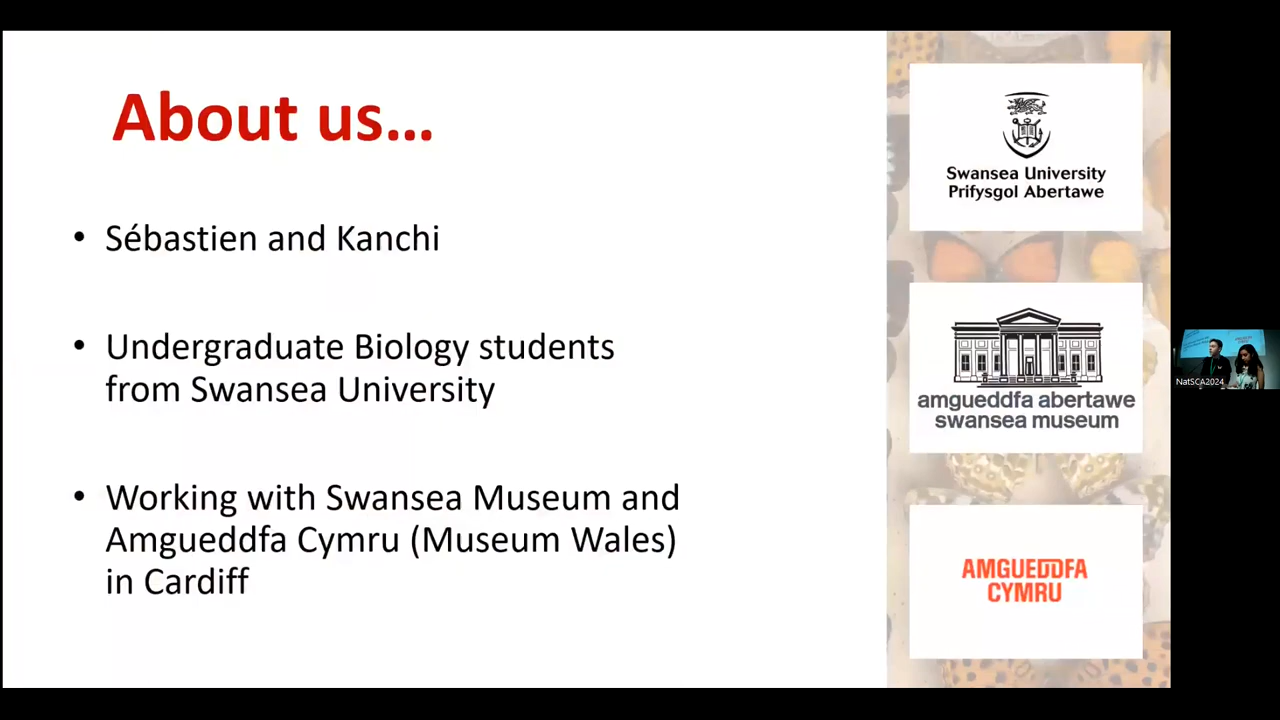 About us...
• Sébastien and Kanchi
• Undergraduate Biology students
from Swansea University
• Working with Swansea Museum and
Amgueddfa Cymru (Museum Wales)
in Cardiff
Swansea University
Prifysgol Abertawe
amgueddfa abertawe
swansea museum
AMGUEDDFA
CYMRU
NatSCA2024